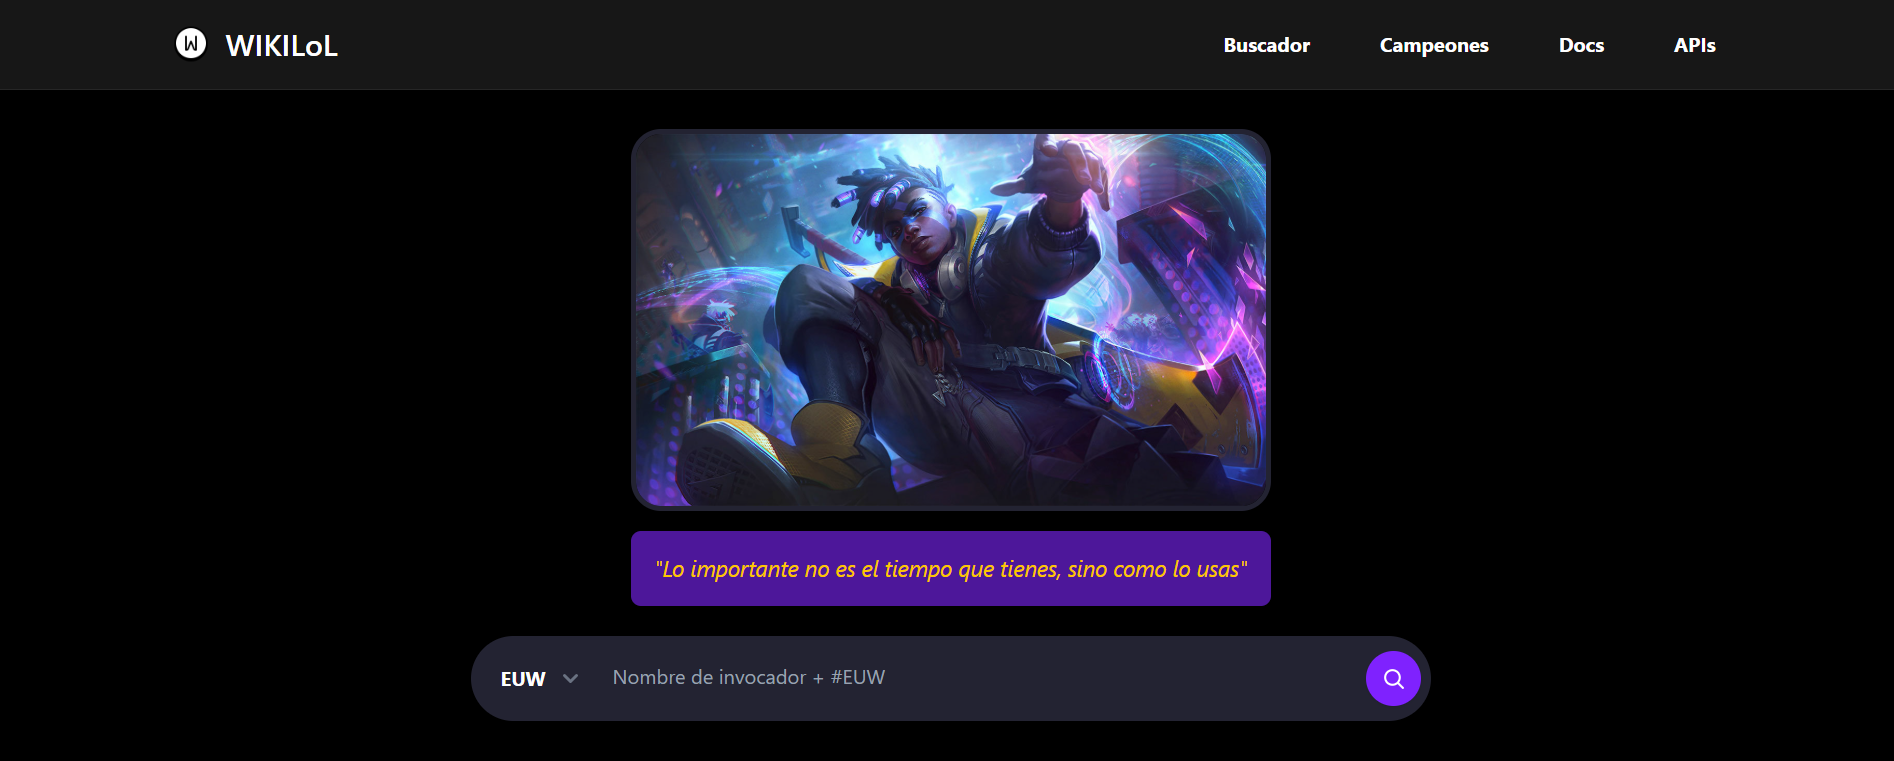 W
WIKILoL
Buscador
Campeones
Docs
APIs
"Lo importante no es el tiempo que tienes, sino como lo usas"
EUW
Nombre de invocador + #EUW